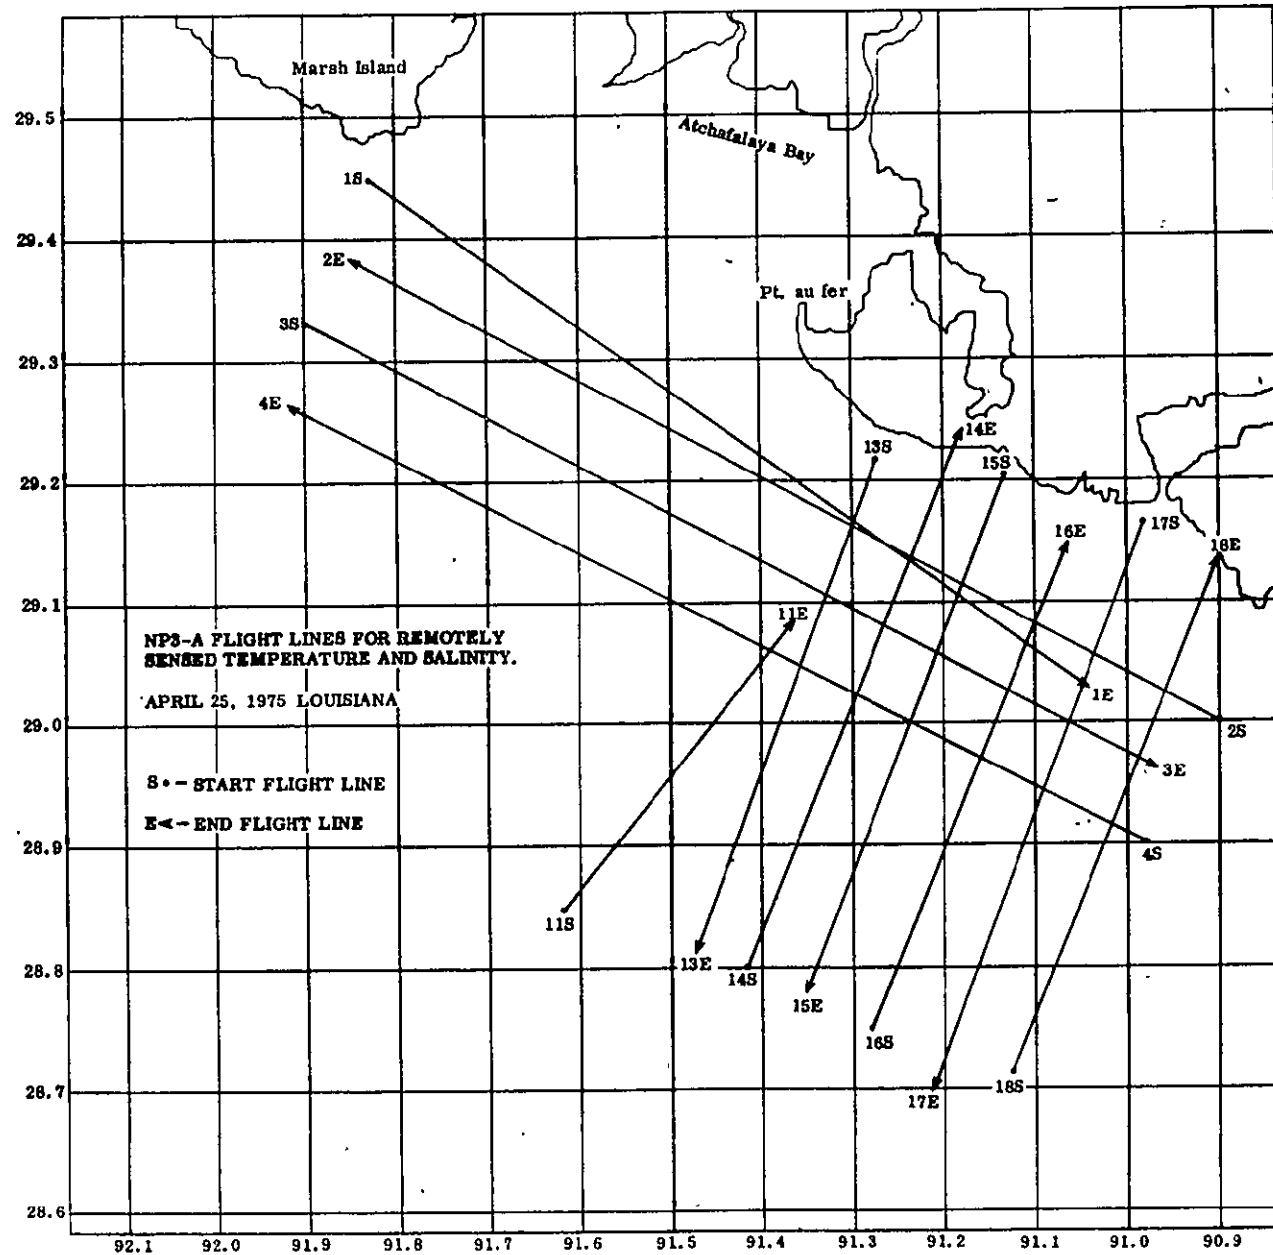 Marsh Island
29.5
Atchafalaya Bay
1S
29.4
2E
Pt. au fer
3S
29.3
4E
14E
13S
15S
29.2
17S
16E
18E
29.1
11E
NP3-A FLIGHT LINES FOR REMOTELY
SENSED TEMPERATURE AND SALINITY.
APRIL 25, 1975 LOUISIANA
1E
29.0
2S
3E
S • - START FLIGHT LINE
E◄ - END FLIGHT LINE
28.9
4S
11S
28.8
13E
14S
15E
16S
28.7
17E
18S
28.6
92.1 92.0 91.9 91.8 91.7 91.6 91.5 91.4 91.3 91.2 91.1 91.0 90.9